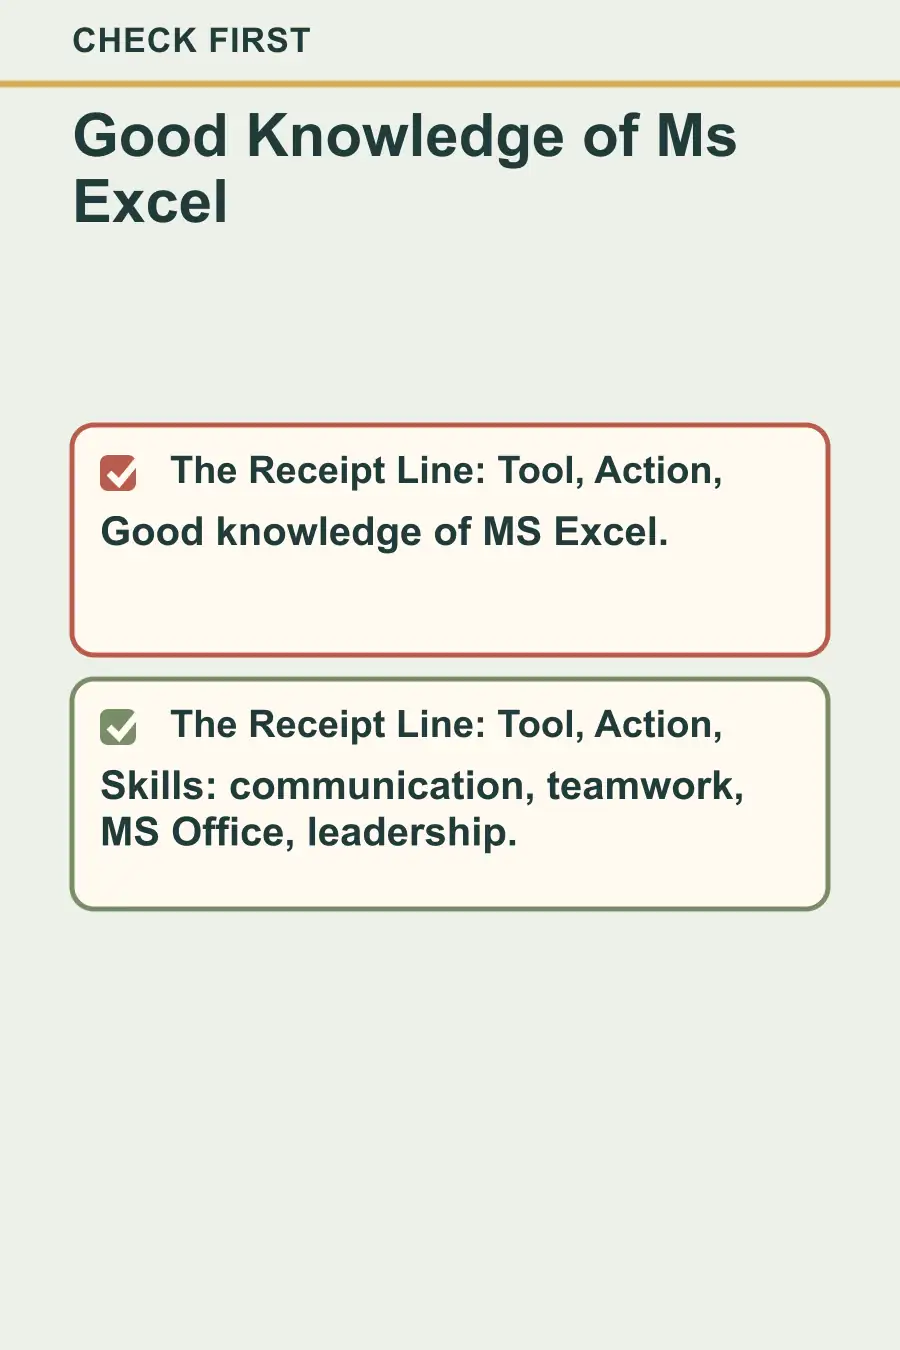 CHECK FIRST
Good Knowledge of Ms
Excel
The Receipt Line: Tool, Action,
Good knowledge of MS Excel.
The Receipt Line: Tool, Action,
Skills: communication, teamwork,
MS Office, leadership.